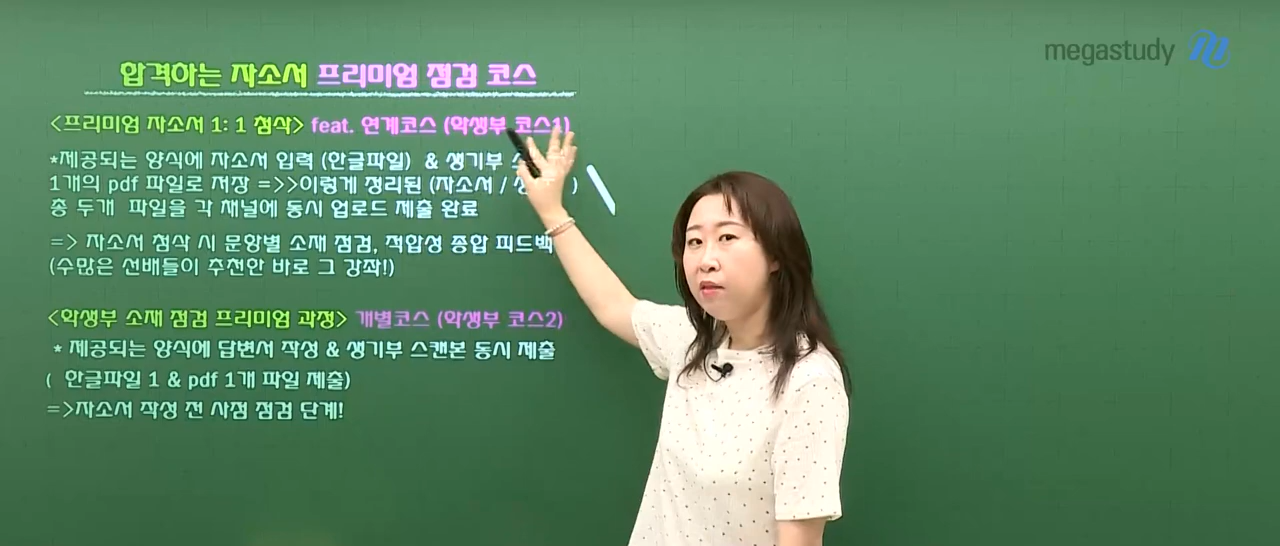 megastudy
합격하는 자소서 프리미엄 점검 코스
<프리미엄 자소서 1: 1 첨삭> feat. 연계코스 (학생부 코스1)
*제공되는 양식에 자소서 입력 (한글파일) & 생기부
1개의 pdf 파일로 저장 =>>이렇게 정리된 (자소서 / )
총 두개 파일을 각 채널에 동시 업로드 제출 완료
=> 자소서 첨삭 시 문항별 소재 점검, 적합성 종합 피드백
(수많은 선배들이 추천한 바로 그 강좌!)
<학생부 소재 점검 프리미엄 과정> 개별코스 (학생부 코스2)
* 제공되는 양식에 답변서 작성 & 생기부 스캔본 동시 제출
( 한글파일 1 & pdf 1개 파일 제출)
=>자소서 작성 전 사점 점검 단계!